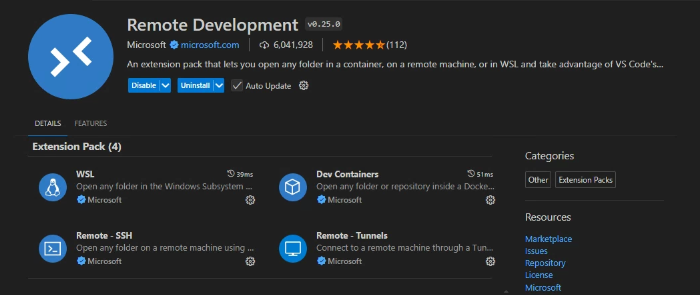 Remote Development v0.25.0
Microsoft microsoft.com 6,041,928 (112)
An extension pack that lets you open any folder in a container, on a remote machine, or in WSL and take advantage of VS Code's...
Disable Uninstall Auto Update
DETAILS FEATURES
Extension Pack (4)
WSL 39ms
Open any folder in the Windows Subsystem ...
Microsoft
Dev Containers 51ms
Open any folder or repository inside a Docke...
Microsoft
Remote - SSH
Open any folder on a remote machine using ...
Microsoft
Remote - Tunnels
Connect to a remote machine through a Tun...
Microsoft
Categories
Other Extension Packs
Resources
Marketplace
Issues
Repository
License
Microsoft